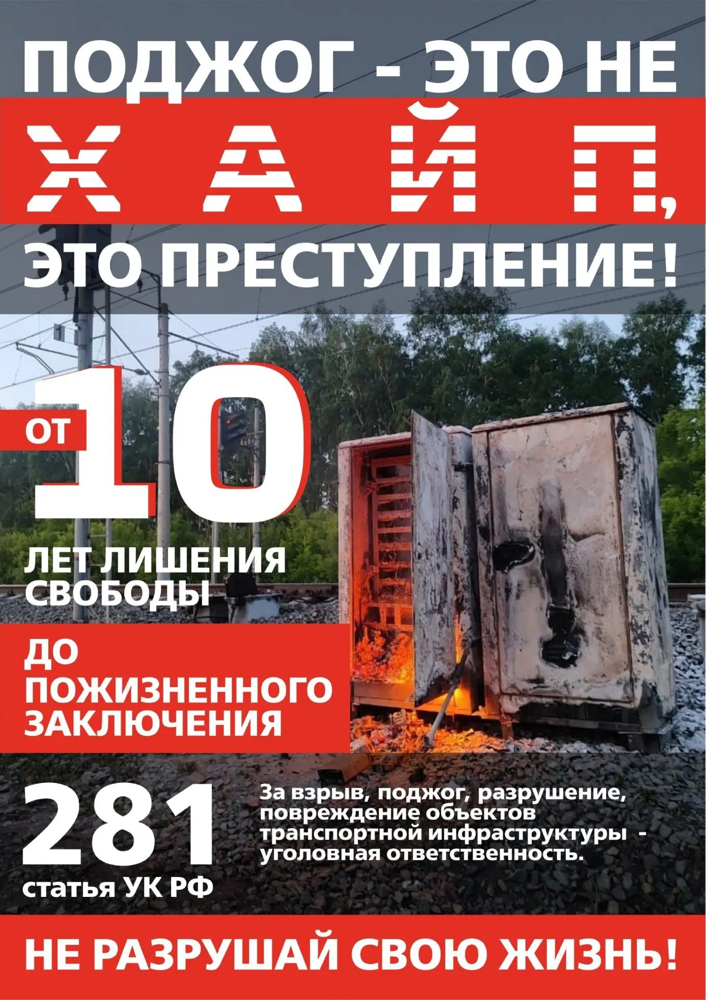 ПОДЖОГ - ЭТО НЕ
ХАЙП,
ЭТО ПРЕСТУПЛЕНИЕ!
ОТ 10
ЛЕТ ЛИШЕНИЯ
СВОБОДЫ
ДО
ПОЖИЗНЕННОГО
ЗАКЛЮЧЕНИЯ
281
статья УК РФ
За взрыв, поджог, разрушение,
повреждение объектов
транспортной инфраструктуры -
уголовная ответственность.
НЕ РАЗРУШАЙ СВОЮ ЖИЗНЬ!